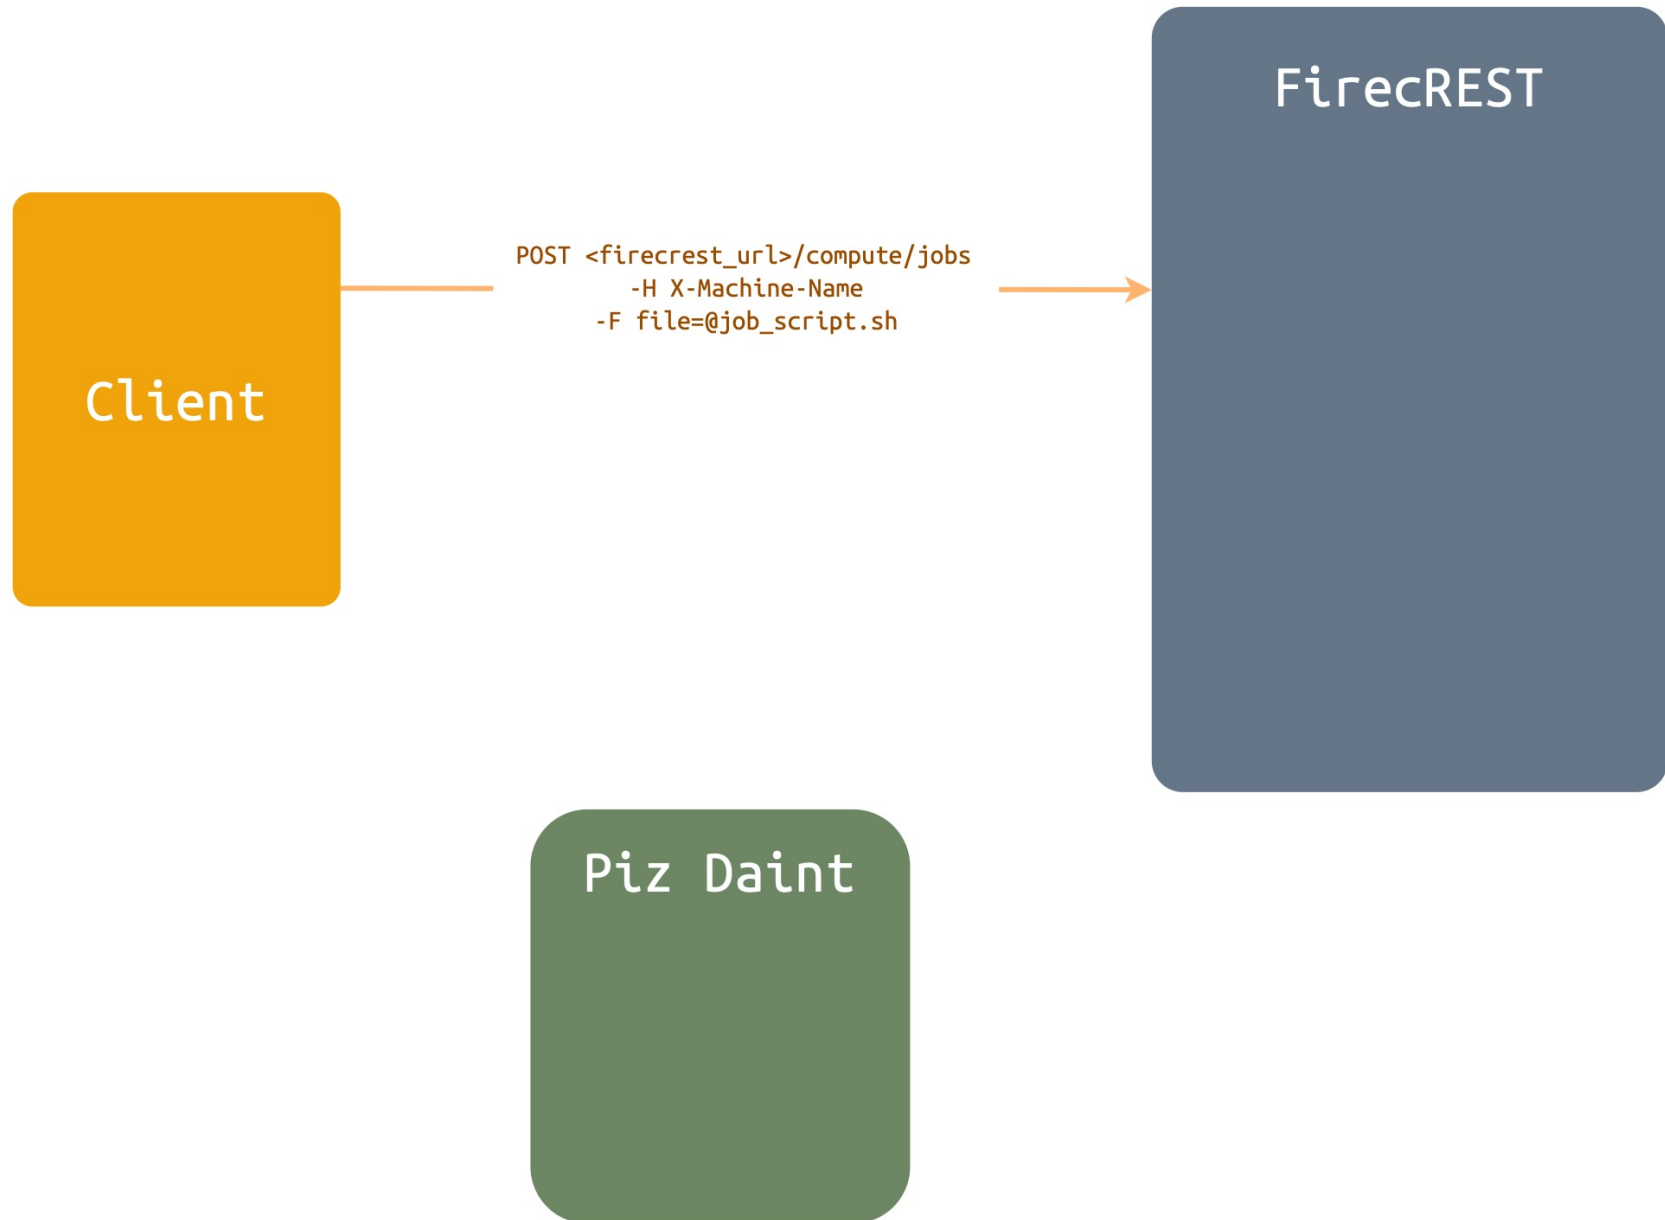 FirecREST
POST <firecrest_url>/compute/jobs
-H X-Machine-Name
-F file=@job_script.sh
Client
Piz Daint